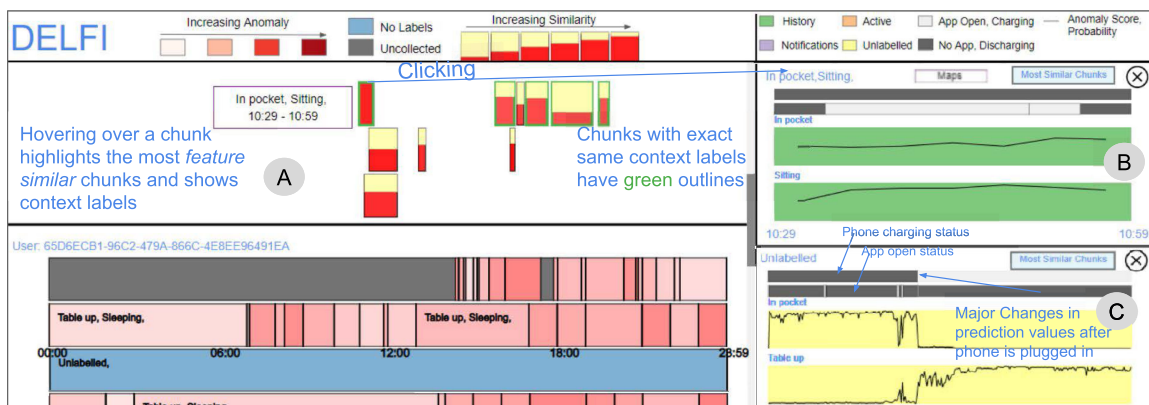 DELFI
Increasing Anomaly
No Labels
Uncollected
Increasing Similarity
History
Active
App Open, Charging
Anomaly Score,
Probability
Notifications
Unlabelled
No App, Discharging
Clicking
In pocket, Sitting,
10:29 - 10:59
Hovering over a chunk
highlights the most feature
similar chunks and shows
context labels
A
Chunks with exact
same context labels
have green outlines
In pocket,Sitting,
Maps
Most Similar Chunks
In pocket
B
Sitting
10:29
10:59
User: 65D6ECB1-96C2-479A-866C-4E8EE96491EA
Table up, Sleeping,
Table up, Sleeping,
00:00
06:00
12:00
18:00
23:59
Unlabelled,
Table up, Sleeping,
Phone charging status
App open status
Unlabelled
Most Similar Chunks
In pocket
Major Changes in
prediction values after
phone is plugged in
C
Table up